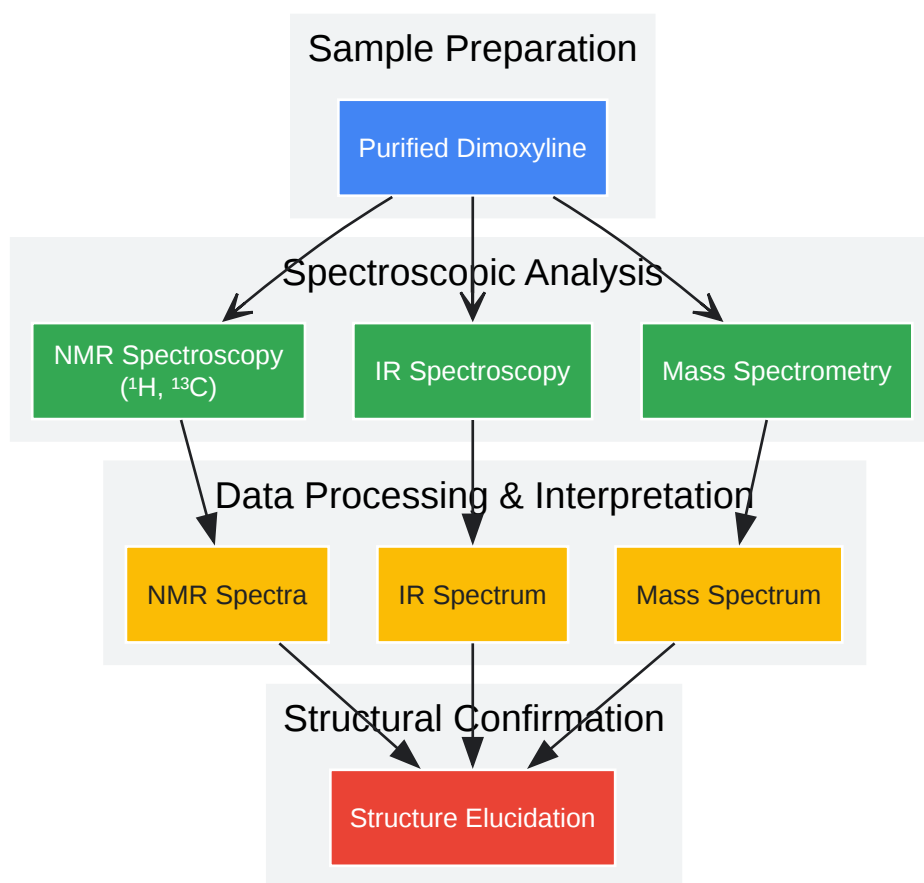 Sample Preparation
Purified Dimoxyline
Spectroscopic Analysis
NMR Spectroscopy
(¹H, ¹³C)
IR Spectroscopy
Mass Spectrometry
Data Processing & Interpretation
NMR Spectra
IR Spectrum
Mass Spectrum
Structural Confirmation
Structure Elucidation